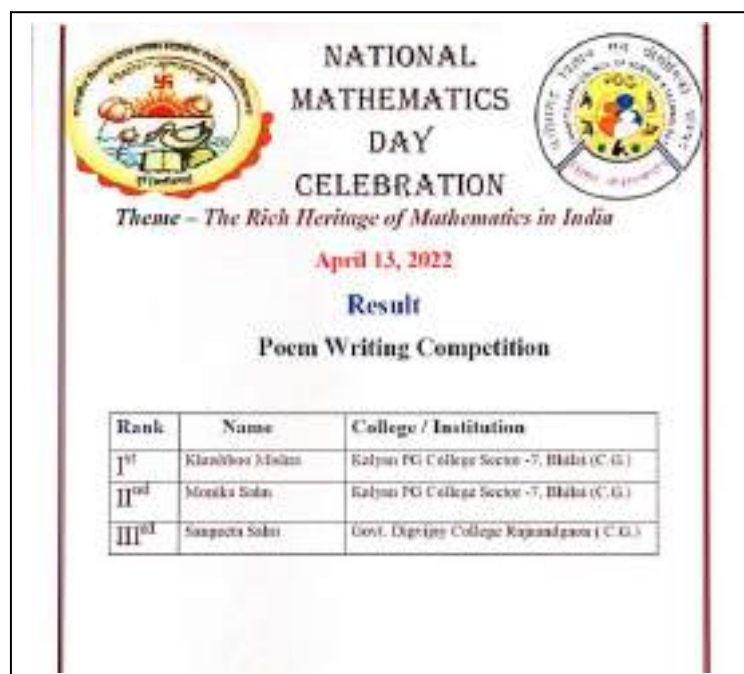 NATIONAL
MATHEMATICS
DAY
CELEBRATION
Theme – The Rich Heritage of Mathematics in India
April 13, 2022
Result
Poem Writing Competition
Rank Name College / Institution
Ist Khushboo Mishra Kalyan PG College Sector -7, Bhilai (C.G.)
IInd Monika Sahu Kalyan PG College Sector -7, Bhilai (C.G.)
IIIrd Sangeeta Sahu Govt. Digvijay College Rajnandgaon ( C.G.)